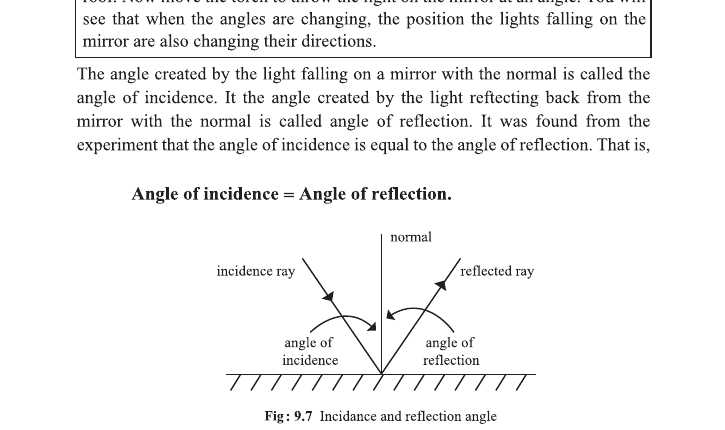 see that when the angles are changing, the position the lights falling on the
mirror are also changing their directions.
The angle created by the light falling on a mirror with the normal is called the
angle of incidence. It the angle created by the light reftecting back from the
mirror with the normal is called angle of reflection. It was found from the
experiment that the angle of incidence is equal to the angle of reflection. That is,
Angle of incidence = Angle of reflection.
normal
incidence ray
reflected ray
angle of
incidence
angle of
reflection
Fig: 9.7 Incidance and reflection angle